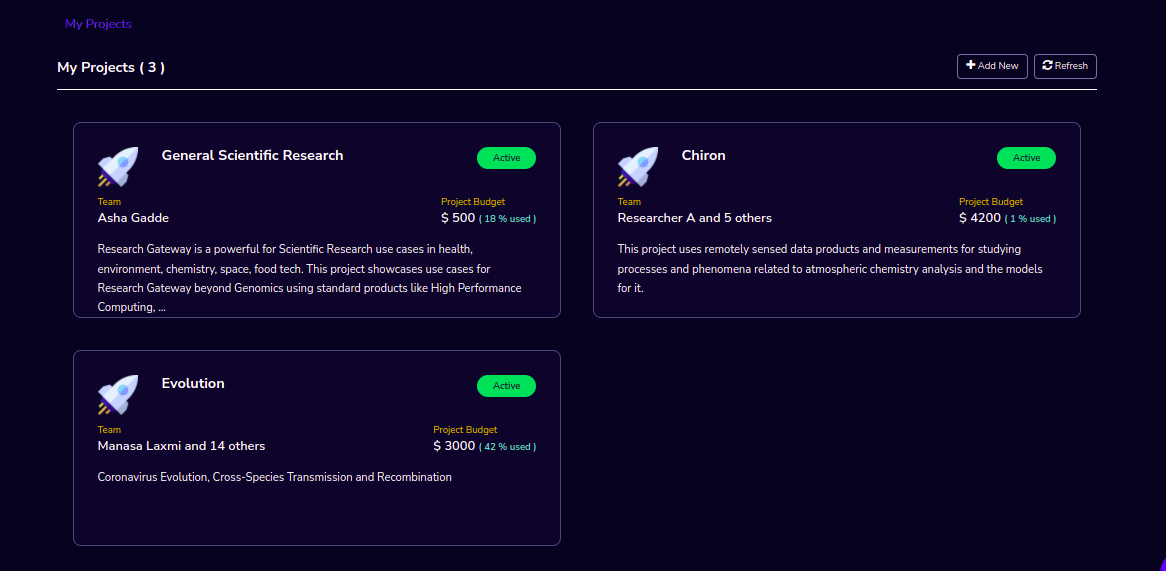 My Projects
My Projects ( 3 )
Add New
Refresh
General Scientific Research
Active
Team
Project Budget
Asha Gadde
$ 500 ( 18 % used )
Research Gateway is a powerful for Scientific Research use cases in health,
environment, chemistry, space, food tech. This project showcases use cases for
Research Gateway beyond Genomics using standard products like High Performance
Computing, ...
Chiron
Active
Team
Project Budget
Researcher A and 5 others
$ 4200 ( 1 % used )
This project uses remotely sensed data products and measurements for studying
processes and phenomena related to atmospheric chemistry analysis and the models
for it.
Evolution
Active
Team
Project Budget
Manasa Laxmi and 14 others
$ 3000 ( 42 % used )
Coronavirus Evolution, Cross-Species Transmission and Recombination